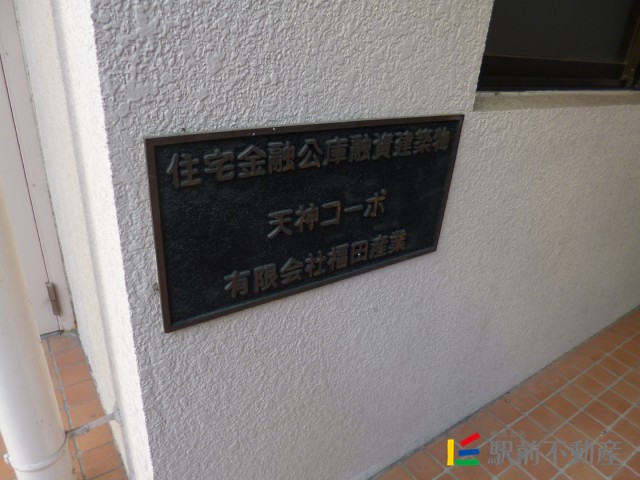 住宅金融公庫融資建築物
天神コーポ
有限会社福田産業
駅前不動産